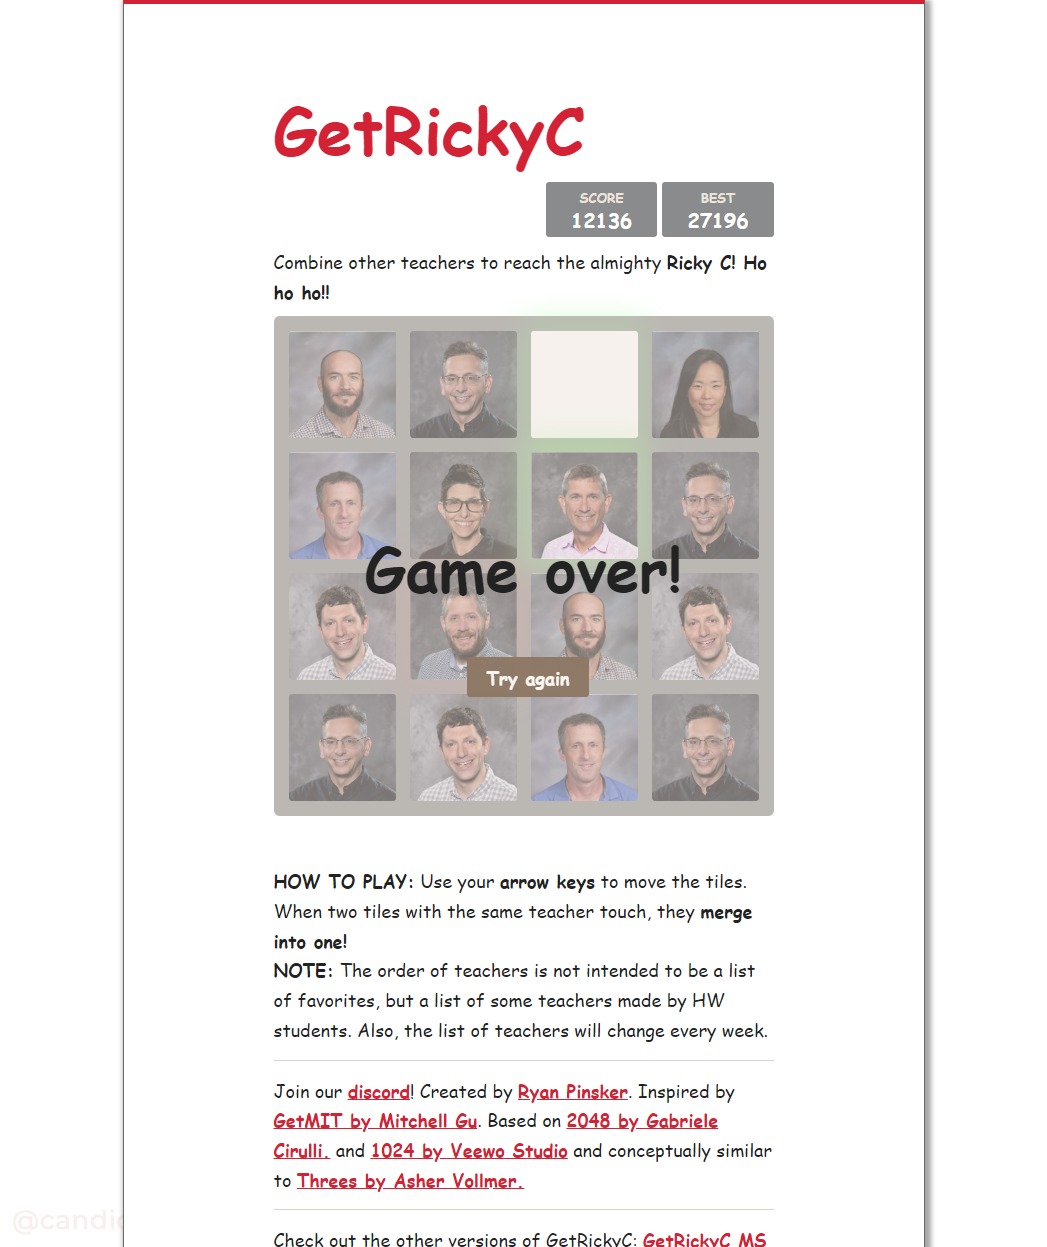 GetRickyC
SCORE
12136
BEST
27196
Combine other teachers to reach the almighty Ricky C! Ho
ho ho!!
Game over!
Try again
HOW TO PLAY: Use your arrow keys to move the tiles.
When two tiles with the same teacher touch, they merge
into one!
NOTE: The order of teachers is not intended to be a list
of favorites, but a list of some teachers made by HW
students. Also, the list of teachers will change every week.
Join our discord! Created by Ryan Pinsker. Inspired by
GetMIT by Mitchell Gu. Based on 2048 by Gabriele
Cirulli. and 1024 by Veewo Studio and conceptually similar
to Threes by Asher Vollmer.
@candic
Check out the other versions of GetRickyC: GetRickyC MS